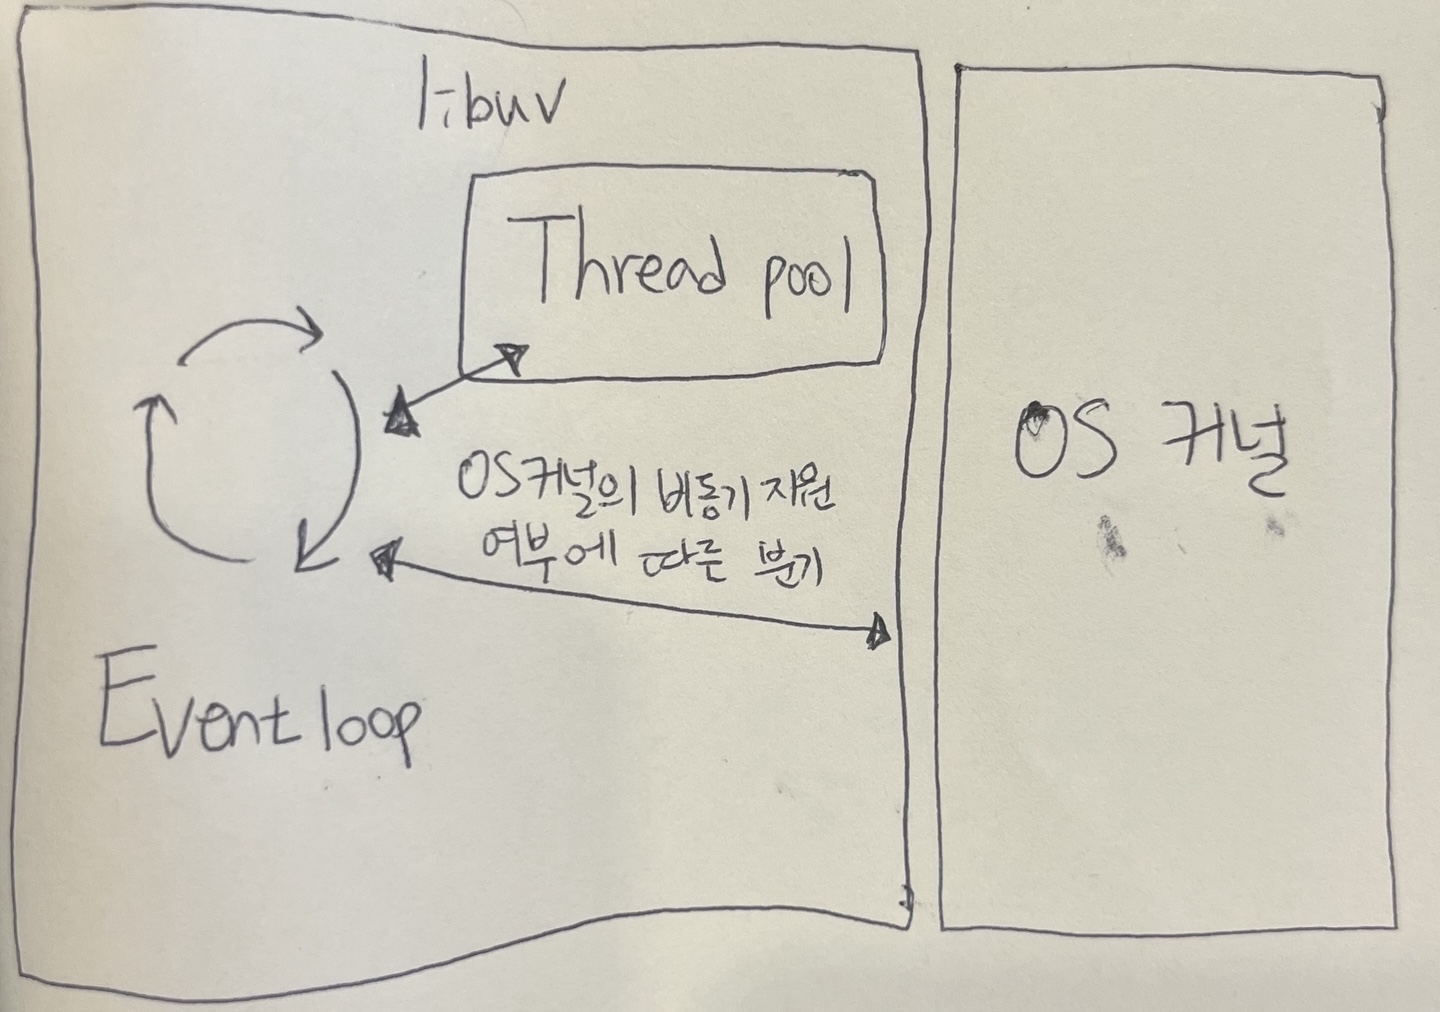 libuv
Thread pool
OS커널의 비동기 지원
여부에 따른 분기
OS 커널
Event loop